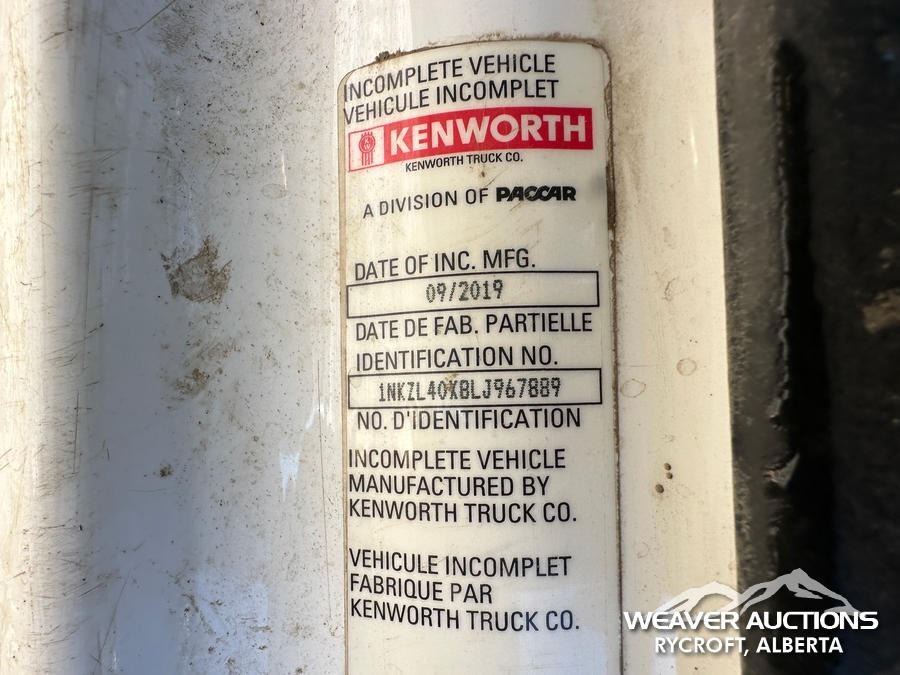 INCOMPLETE VEHICLE
VEHICULE INCOMPLET
KENWORTH
KENWORTH TRUCK CO.
A DIVISION OF PACCAR
DATE OF INC. MFG.
09/2019
DATE DE FAB. PARTIELLE
IDENTIFICATION NO.
1NKZL40X8LJ967889
NO. D'IDENTIFICATION
INCOMPLETE VEHICLE
MANUFACTURED BY
KENWORTH TRUCK CO.
VEHICULE INCOMPLET
FABRIQUE PAR
KENWORTH TRUCK CO.
WEAVER AUCTIONS
RYCROFT, ALBERTA